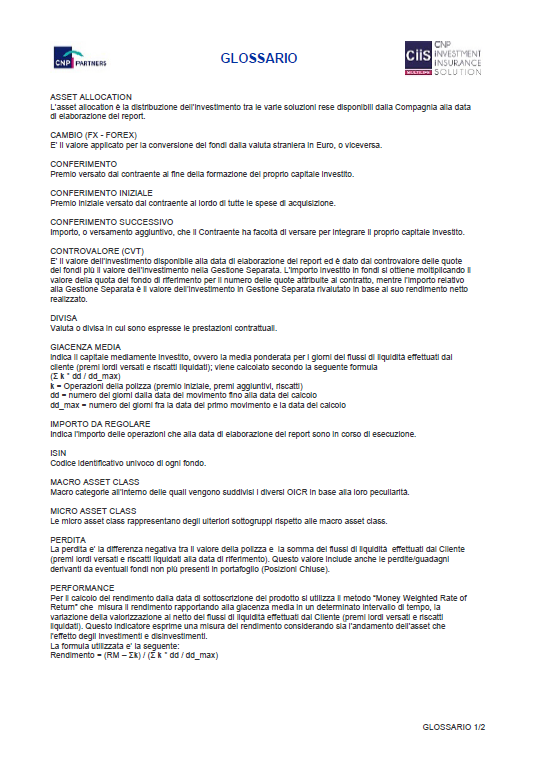 CNP PARTNERS
GLOSSARIO
CiiS CNP
INVESTMENT
INSURANCE
SOLUTION
MULTILIFE
ASSET ALLOCATION
L'asset allocation è la distribuzione dell'investimento tra le varie soluzioni rese disponibili dalla Compagnia alla data
di elaborazione del report.
CAMBIO (FX - FOREX)
E' il valore applicato per la conversione dei fondi dalla valuta straniera in Euro, o viceversa.
CONFERIMENTO
Premio versato dal contraente al fine della formazione del proprio capitale investito.
CONFERIMENTO INIZIALE
Premio iniziale versato dal contraente al lordo di tutte le spese di acquisizione.
CONFERIMENTO SUCCESSIVO
Importo, o versamento aggiuntivo, che il Contraente ha facoltà di versare per integrare il proprio capitale investito.
CONTROVALORE (CVT)
E' il valore dell'investimento disponibile alla data di elaborazione del report ed è dato dal controvalore delle quote
dei fondi più il valore dell'investimento nella Gestione Separata. L'importo investito in fondi si ottiene moltiplicando il
valore della quota del fondo di riferimento per il numero delle quote attribuite al contratto, mentre l'importo relativo
alla Gestione Separata è il valore dell'investimento in Gestione Separata rivalutato in base al suo rendimento netto
realizzato.
DIVISA
Valuta o divisa in cui sono espresse le prestazioni contrattuali.
GIACENZA MEDIA
Indica il capitale mediamente investito, ovvero la media ponderata per i giorni dei flussi di liquidità effettuati dal
cliente (premi lordi versati e riscatti liquidati); viene calcolato secondo la seguente formula
(Σ k * dd / dd_max)
k = Operazioni della polizza (premio iniziale, premi aggiuntivi, riscatti)
dd = numero dei giorni dalla data del movimento fino alla data del calcolo
dd_max = numero dei giorni fra la data del primo movimento e la data del calcolo
IMPORTO DA REGOLARE
Indica l'importo delle operazioni che alla data di elaborazione del report sono in corso di esecuzione.
ISIN
Codice identificativo univoco di ogni fondo.
MACRO ASSET CLASS
Macro categorie all'interno delle quali vengono suddivisi i diversi OICR in base alla loro peculiarità.
MICRO ASSET CLASS
Le micro asset class rappresentano degli ulteriori sottogruppi rispetto alle macro asset class.
PERDITA
La perdita e' la differenza negativa tra il valore della polizza e la somma dei flussi di liquidità effettuati dal Cliente
(premi lordi versati e riscatti liquidati alla data di riferimento). Questo valore include anche le perdite/guadagni
derivanti da eventuali fondi non più presenti in portafoglio (Posizioni Chiuse).
PERFORMANCE
Per il calcolo del rendimento dalla data di sottoscrizione del prodotto si utilizza il metodo "Money Weighted Rate of
Return" che misura il rendimento rapportando alla giacenza media in un determinato intervallo di tempo, la
variazione della valorizzazione al netto dei flussi di liquidità effettuati dal Cliente (premi lordi versati e riscatti
liquidati). Questo indicatore esprime una misura del rendimento considerando sia l'andamento dell'asset che
l'effetto degli investimenti e disinvestimenti.
La formula utilizzata e' la seguente:
Rendimento = (RM – Σk) / (Σ k * dd / dd_max)
GLOSSARIO 1/2